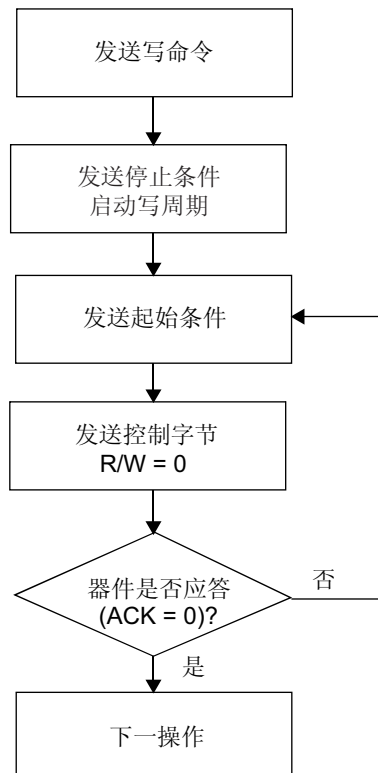 发送写命令
发送停止条件
启动写周期
发送起始条件
发送控制字节
R/W = 0
器件是否应答
(ACK = 0)?
否
是
下一操作